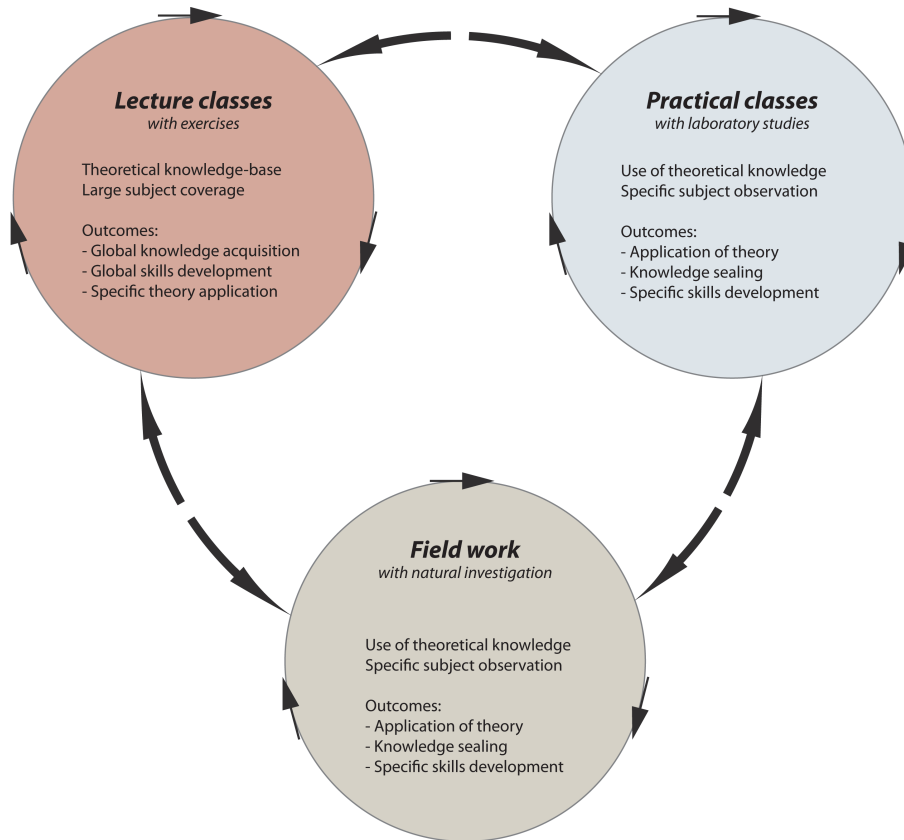 Lecture classes
with exercises
Theoretical knowledge-base
Large subject coverage
Outcomes:
- Global knowledge acquisition
- Global skills development
- Specific theory application
Practical classes
with laboratory studies
Use of theoretical knowledge
Specific subject observation
Outcomes:
- Application of theory
- Knowledge sealing
- Specific skills development
Field work
with natural investigation
Use of theoretical knowledge
Specific subject observation
Outcomes:
- Application of theory
- Knowledge sealing
- Specific skills development